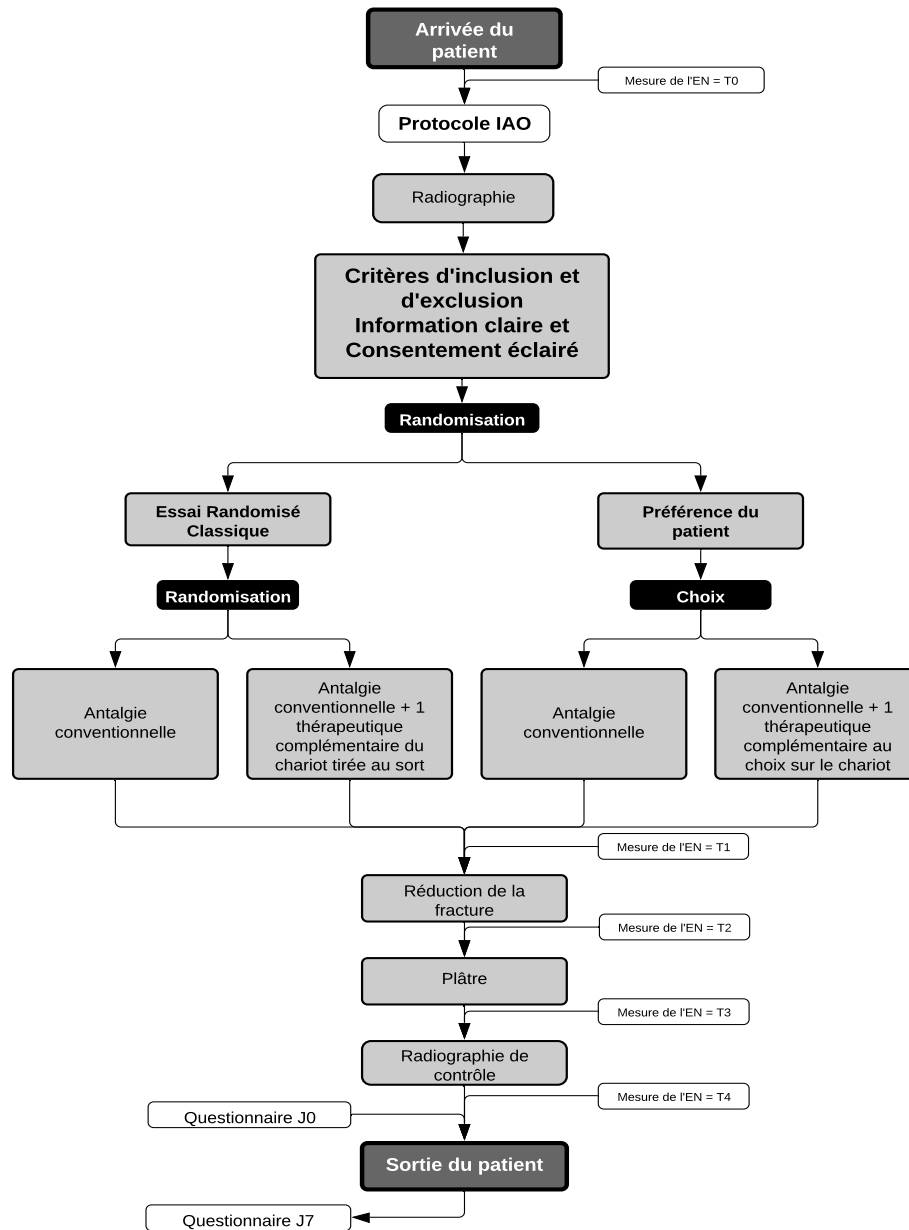 Arrivée du
patient
Mesure de l'EN = T0
Protocole IAO
Radiographie
Critères d'inclusion et
d'exclusion
Information claire et
Consentement éclairé
Randomisation
Essai Randomisé
Classique
Préférence du
patient
Randomisation
Choix
Antalgie
conventionnelle
Antalgie
conventionnelle + 1
thérapeutique
complémentaire du
chariot tirée au sort
Antalgie
conventionnelle
Antalgie
conventionnelle + 1
thérapeutique
complémentaire au
choix sur le chariot
Mesure de l'EN = T1
Réduction de la
fracture
Mesure de l'EN = T2
Plâtre
Mesure de l'EN = T3
Radiographie de
contrôle
Mesure de l'EN = T4
Questionnaire J0
Sortie du patient
Questionnaire J7